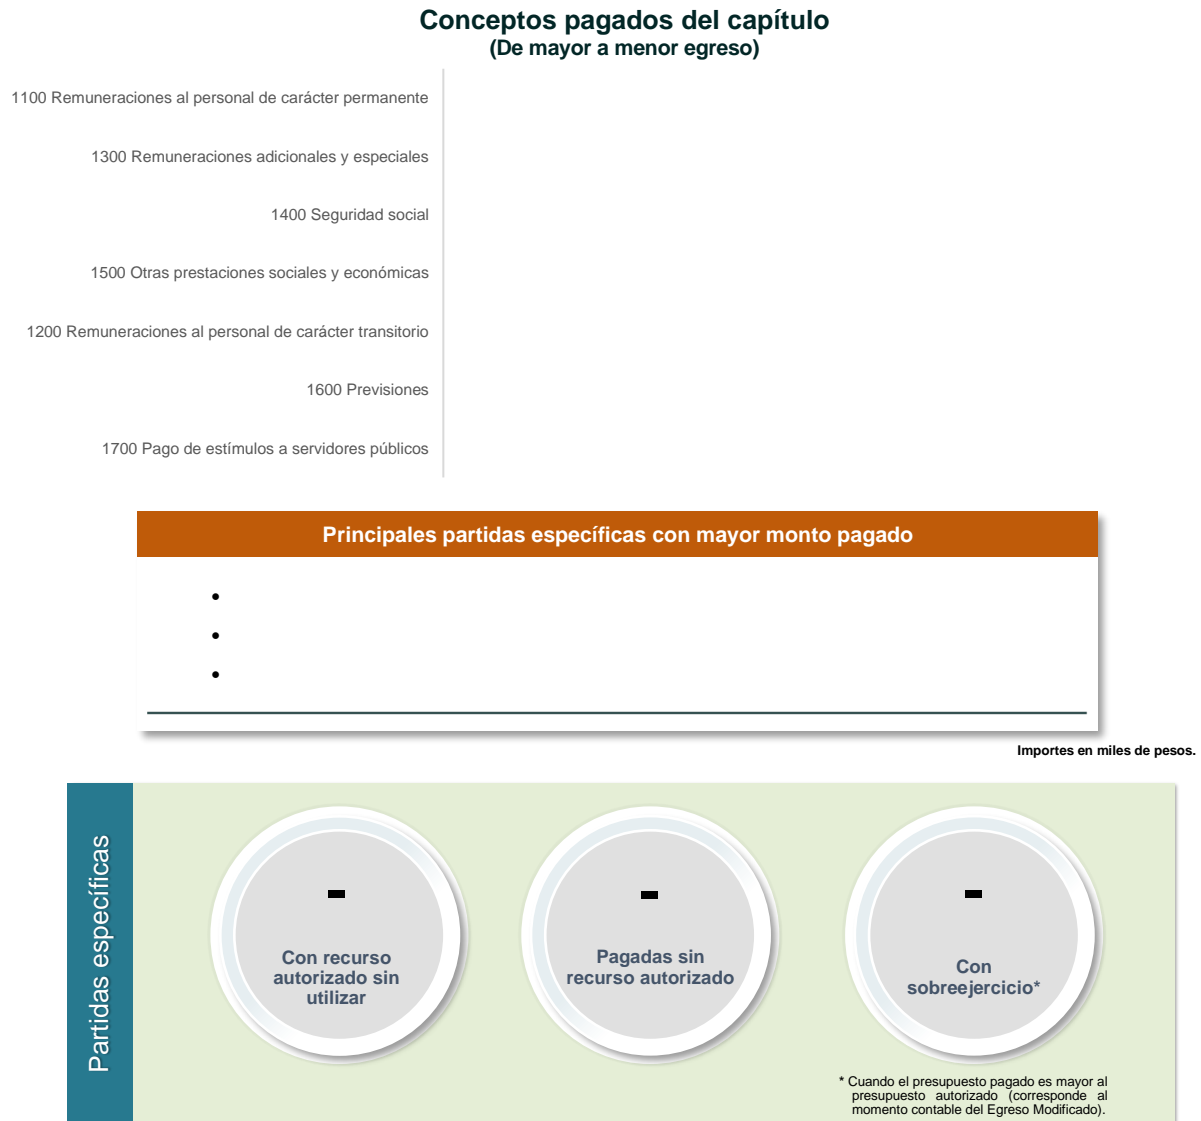 Conceptos pagados del capítulo
(De mayor a menor egreso)
1100 Remuneraciones al personal de carácter permanente
1300 Remuneraciones adicionales y especiales
1400 Seguridad social
1500 Otras prestaciones sociales y económicas
1200 Remuneraciones al personal de carácter transitorio
1600 Previsiones
1700 Pago de estímulos a servidores públicos
Principales partidas específicas con mayor monto pagado
•
•
•
Importes en miles de pesos.
Partidas específicas
-
Con recurso
autorizado sin
utilizar
-
Pagadas sin
recurso autorizado
-
Con
sobreejercicio*
* Cuando el presupuesto pagado es mayor al
presupuesto autorizado (corresponde al
momento contable del Egreso Modificado).